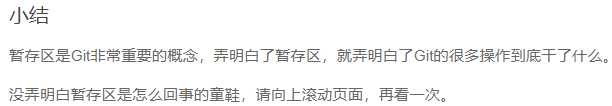 小结
暂存区是Git非常重要的概念，弄明白了暂存区，就弄明白了Git的很多操作到底干了什么。
没弄明白暂存区是怎么回事的童鞋，请向上滚动页面，再看一次。